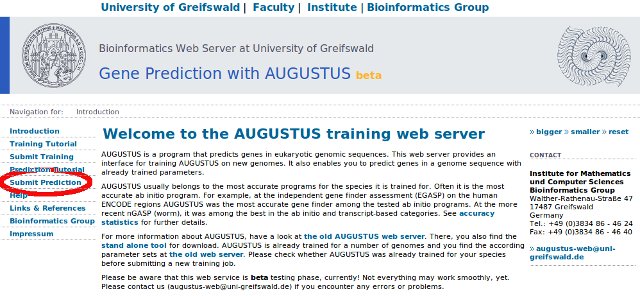 University of Greifswald | Faculty | Institute | Bioinformatics Group
Bioinformatics Web Server at University of Greifswald
Gene Prediction with AUGUSTUS beta
Navigation for: Introduction
Introduction
Training Tutorial
Submit Training
Prediction Tutorial
Submit Prediction
Help
Links & References
Bioinformatics Group
Impressum
Welcome to the AUGUSTUS training web server
AUGUSTUS is a program that predicts genes in eukaryotic genomic sequences. This web server provides an
interface for training AUGUSTUS on new genomes. It also enables you to predict genes in a genome sequence with
already trained parameters.
AUGUSTUS usually belongs to the most accurate programs for the species it is trained for. Often it is the most
accurate ab initio program. For example, at the independent gene finder assessment (EGASP) on the human
ENCODE regions AUGUSTUS was the most accurate gene finder among the tested ab initio programs. At the more
recent nGASP (worm), it was among the best in the ab initio and transcript-based categories. See accuracy
statistics for further details.
For more information about AUGUSTUS, have a look at the old AUGUSTUS web server. There, you also find the
stand alone tool for download. AUGUSTUS is already trained for a number of genomes and you find the according
parameter sets at the old web server. Please check whether AUGUSTUS was already trained for your species
before submitting a new training job.
Please be aware that this web service is beta testing phase, currently! Not everything may work smoothly, yet.
Please contact us (augustus-web@uni-greifswald.de) if you encounter any errors or problems.
» bigger » smaller » reset
CONTACT
Institute for Mathematics
und Computer Sciences
Bioinformatics Group
Walther-Rathenau-Straße 47
17487 Greifswald
Germany
Tel.: +49 (0)3834 86 - 46 24
Fax: +49 (0)3834 86 - 46 40
» augustus-web@uni-
greifswald.de